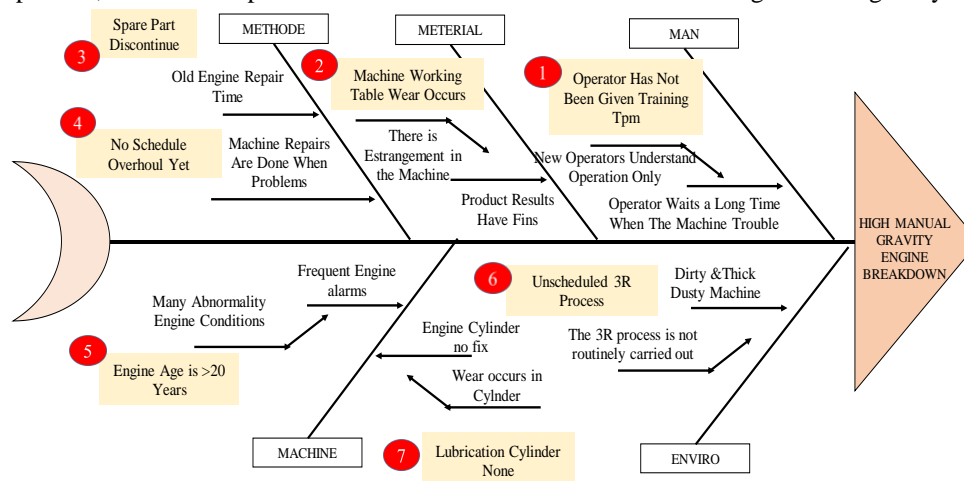 Spare Part
Discontinue
3
METHODE
METERIAL
MAN
2
Machine Working
Table Wear Occurs
1
Operator Has Not
Been Given Training
Tpm
Old Engine Repair
Time
4
No Schedule
Overhoul Yet
Machine Repairs
Are Done When
Problems
There is
Estrangement in
the Machine
New Operators Understand
Operation Only
Product Results
Have Fins
Operator Waits a Long Time
When The Machine Trouble
HIGH MANUAL
GRAVITY
ENGINE
BREAKDOWN
Frequent Engine
alarms
Many Abnormality
Engine Conditions
5
Engine Age is >20
Years
6
Unscheduled 3R
Process
Dirty &Thick
Dusty Machine
Engine Cylinder
no fix
The 3R process is not
routinely carried out
Wear occurs in
Cylnder
7
Lubrication Cylinder
None
MACHINE
ENVIRO